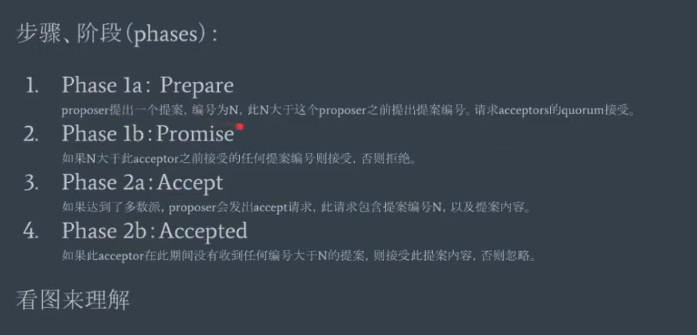 步骤、阶段(phases):
1. Phase 1a: Prepare
proposer提出一个提案, 编号为N, 此N大于这个proposer之前提出提案编号。请求acceptors的quorum接受。
2. Phase 1b:Promise
如果N大于此acceptor之前接受的任何提案编号则接受, 否则拒绝。
3. Phase 2a:Accept
如果达到了多数派, proposer会发出accept请求, 此请求包含提案编号N, 以及提案内容。
4. Phase 2b:Accepted
如果此acceptor在此期间没有收到任何编号大于N的提案, 则接受此提案内容, 否则忽略。
看图来理解